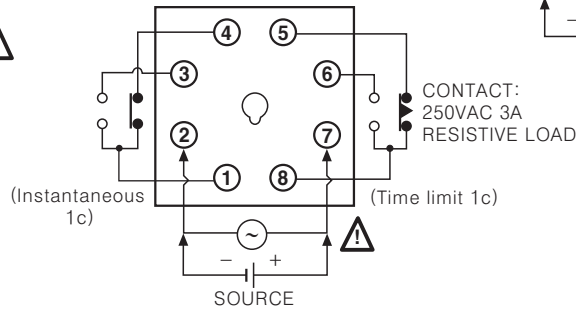 4 5
3 6
CONTACT:
250VAC 3A
RESISTIVE LOAD
2 7
1 8
(Instantaneous
1c)
(Time limit 1c)
~
!
− +
SOURCE
−